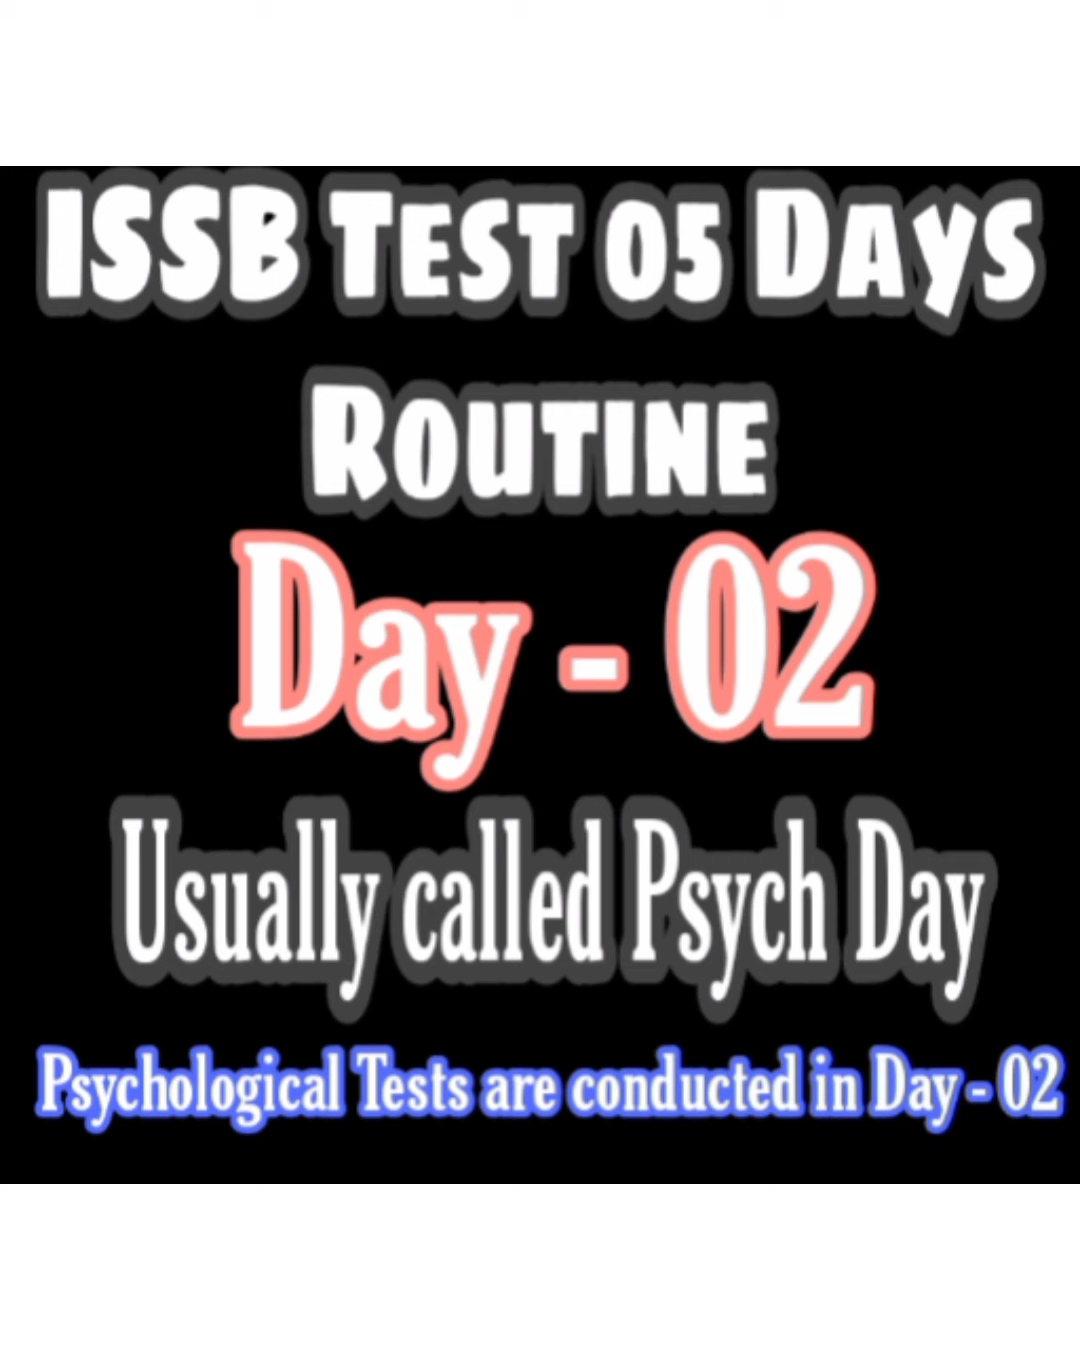 ISSB TEST 05 DAYS
ROUTINE
Day - 02
Usually called Psych Day
Psychological Tests are conducted in Day - 02